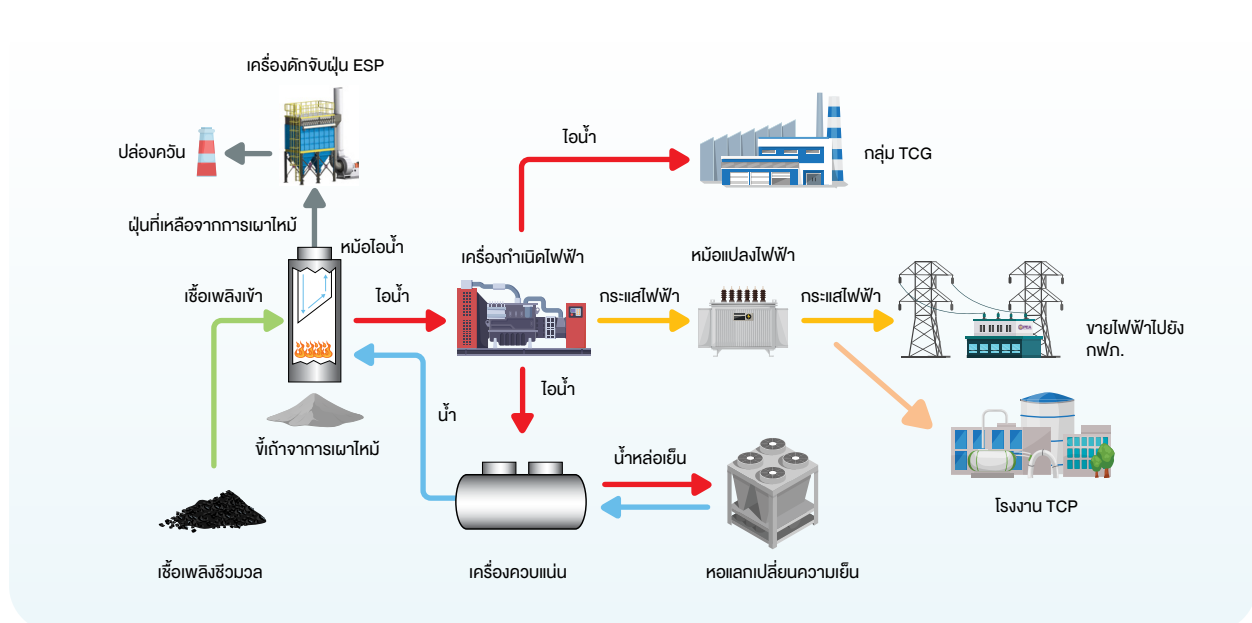 เครื่องดักจับฝุ่น ESP
ปล่องควัน
ไอน้ำ
กลุ่ม TCG
ฝุ่นที่เหลือจากการเผาไหม้
หม้อไอน้ำ
เครื่องกำเนิดไฟฟ้า
หม้อแปลงไฟฟ้า
เชื้อเพลิงเข้า
ไอน้ำ
กระแสไฟฟ้า
กระแสไฟฟ้า
ขายไฟฟ้าไปยัง
กฟภ.
ไอน้ำ
น้ำ
ขี้เถ้าจาการเผาไหม้
น้ำหล่อเย็น
โรงงาน TCP
เชื้อเพลิงชีวมวล
เครื่องควบแน่น
หอแลกเปลี่ยนความเย็น